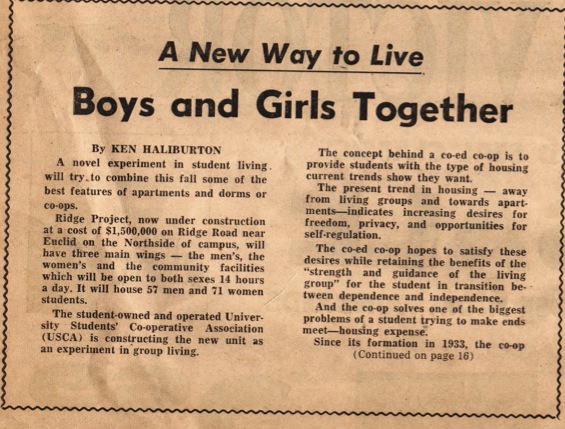 A New Way to Live
Boys and Girls Together
By KEN HALIBURTON
A novel experiment in student living
will try to combine this fall some of the
best features of apartments and dorms or
co-ops.
Ridge Project, now under construction
at a cost of $1,500,000 on Ridge Road near
Euclid on the Northside of campus, will
have three main wings — the men's, the
women's and the community facilities
which will be open to both sexes 14 hours
a day. It will house 57 men and 71 women
students.
The student-owned and operated Univer-
sity Students' Co-operative Association
(USCA) is constructing the new unit as
an experiment in group living.
The concept behind a co-ed co-op is to
provide students with the type of housing
current trends show they want.
The present trend in housing — away
from living groups and towards apart-
ments—indicates increasing desires for
freedom, privacy, and opportunities for
self-regulation.
The co-ed co-op hopes to satisfy these
desires while retaining the benefits of the
"strength and guidance of the living
group" for the student in transition be-
tween dependence and independence.
And the co-op solves one of the biggest
problems of a student trying to make ends
meet—housing expense.
Since its formation in 1933, the co-op
(Continued on page 16)